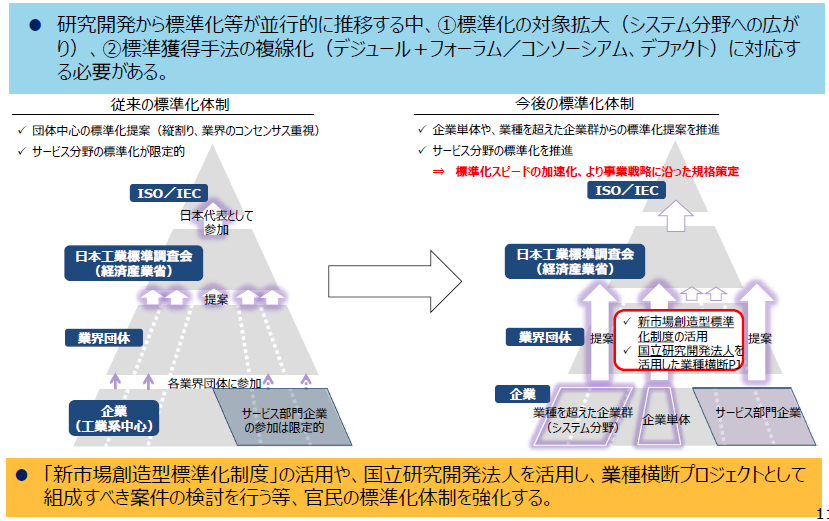 ● 研究開発から標準化等が並行的に推移する中、①標準化の対象拡大（システム分野への広が
り）、②標準獲得手法の複線化（デジュール＋フォーラム／コンソーシアム、デファクト）に対応す
る必要がある。
従来の標準化体制
✓ 団体中心の標準化提案（縦割り、業界のコンセンサス重視）
✓ サービス分野の標準化が限定的
ISO／IEC
日本代表として
参加
日本工業標準調査会
（経済産業省）
提案
業界団体
各業界団体に参加
企業
（工業系中心）
サービス部門企業
の参加は限定的
今後の標準化体制
✓ 企業単体や、業種を超えた企業群からの標準化提案を推進
✓ サービス分野の標準化を推進
⇒ 標準化スピードの加速化、より事業戦略に沿った規格策定
ISO／IEC
日本工業標準調査会
（経済産業省）
業界団体
提案
✓ 新市場創造型標準
化制度の活用
✓ 国立研究開発法人を
活用した業種横断PJ
提案
企業
業種を超えた企業群
（システム分野）
企業単体
サービス部門企業
● 「新市場創造型標準化制度」の活用や、国立研究開発法人を活用し、業種横断プロジェクトとして
組成すべき案件の検討を行う等、官民の標準化体制を強化する。